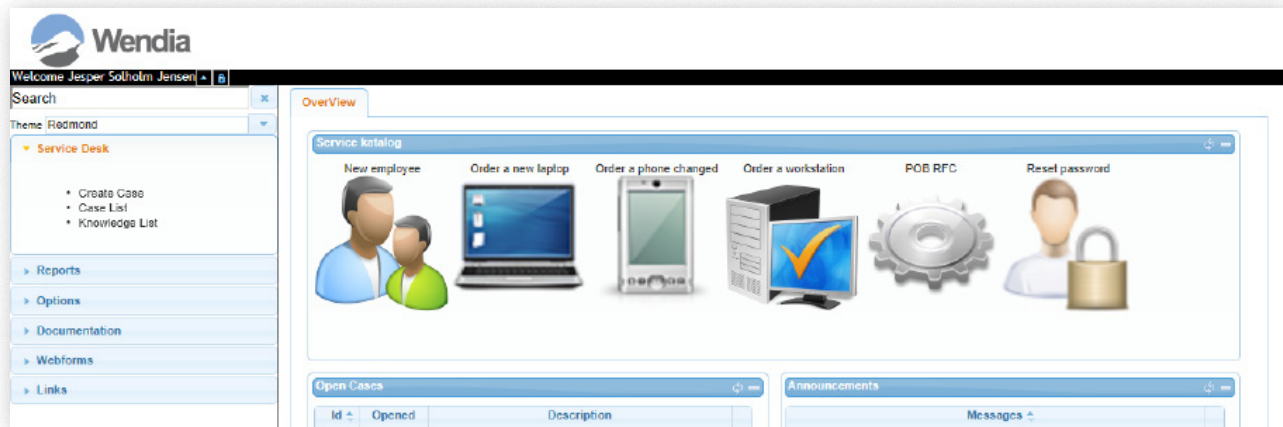 Wendia
Welcome Jesper Solholm Jensen
Search
Theme Redmond
Service Desk
Create Case
Case List
Knowledge List
Reports
Options
Documentation
Webforms
Links
OverView
Service katalog
New employee Order a new laptop Order a phone changed Order a workstation POB RFC Reset password
Open Cases
Id Opened Description
Announcements
Messages